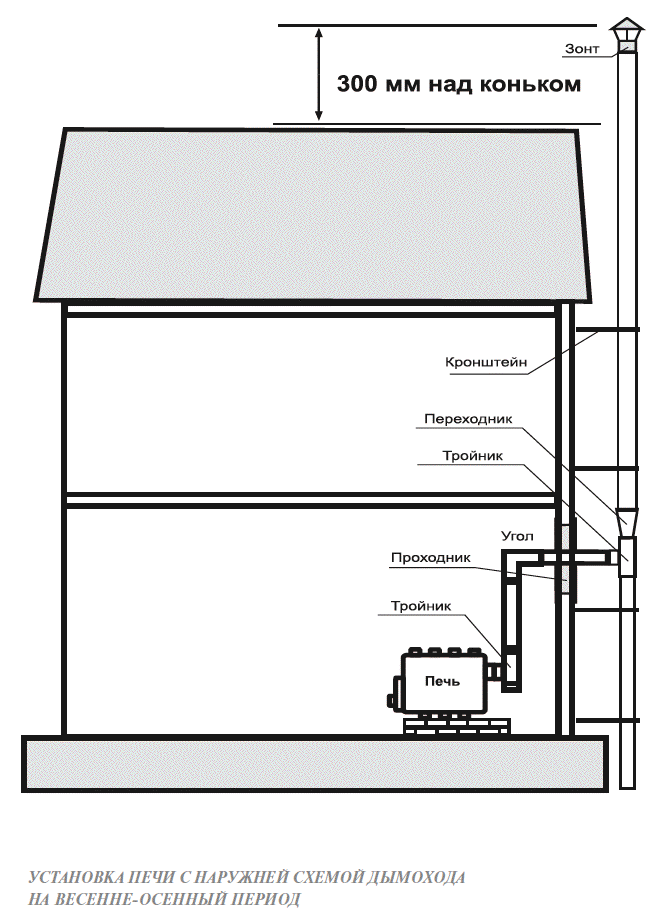 Зонт
300 мм над коньком
Кронштейн
Переходник
Тройник
Угол
Проходник
Тройник
Печь
УСТАНОВКА ПЕЧИ С НАРУЖНЕЙ СХЕМОЙ ДЫМОХОДА
НА ВЕСЕННЕ-ОСЕННЫЙ ПЕРИОД